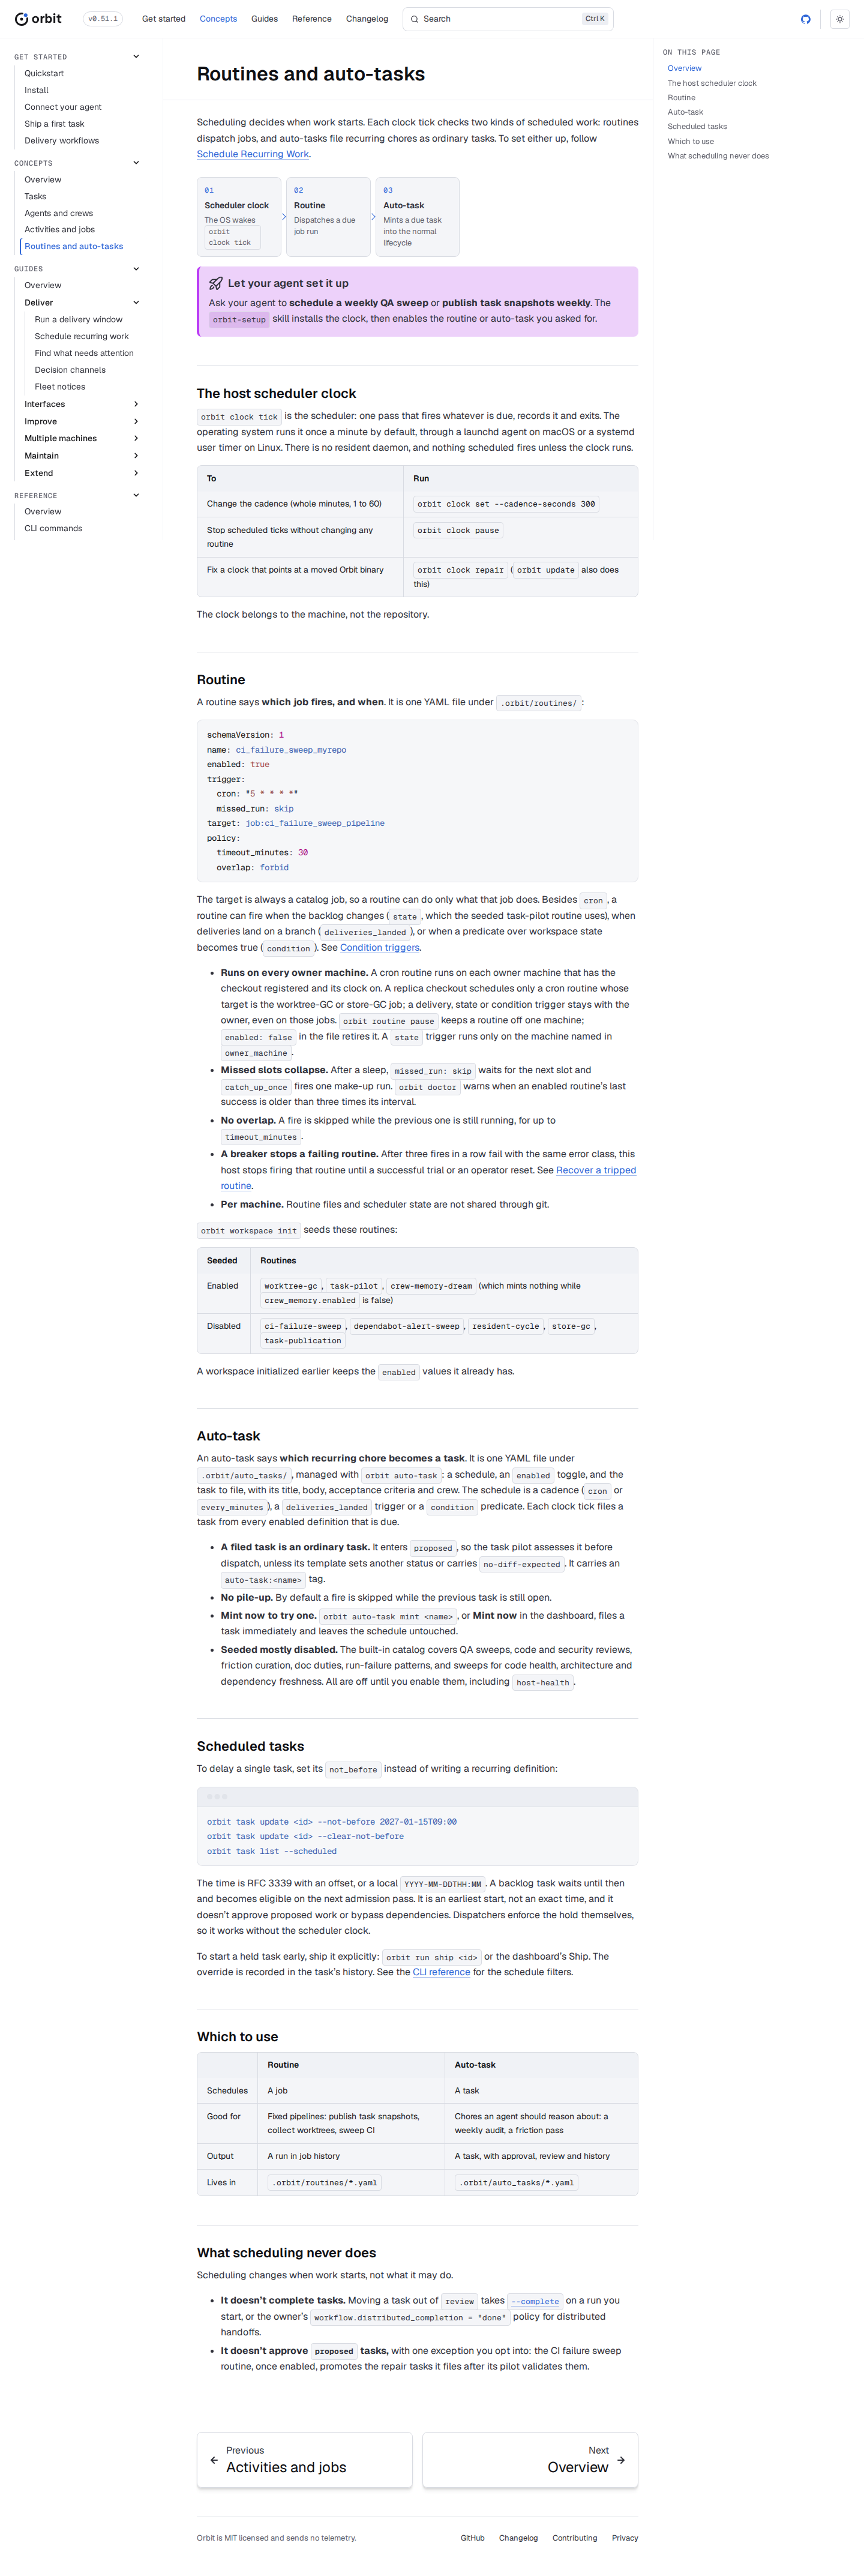 orbit
v0.51.1
Get started
Concepts
Guides
Reference
Changelog
Search
Ctrl K
GET STARTED
Quickstart
Install
Connect your agent
Ship a first task
Delivery workflows
CONCEPTS
Overview
Tasks
Agents and crews
Activities and jobs
Routines and auto-tasks
GUIDES
Overview
Deliver
Run a delivery window
Schedule recurring work
Find what needs attention
Decision channels
Fleet notices
Interfaces
Improve
Multiple machines
Maintain
Extend
REFERENCE
Overview
CLI commands
Routines and auto-tasks
Scheduling decides when work starts. Each clock tick checks two kinds of scheduled work: routines
dispatch jobs, and auto-tasks file recurring chores as ordinary tasks. To set either up, follow
Schedule Recurring Work.
01
Scheduler clock
The OS wakes
orbit
clock tick
02
Routine
Dispatches a due
job run
03
Auto-task
Mints a due task
into the normal
lifecycle
Let your agent set it up
Ask your agent to schedule a weekly QA sweep or publish task snapshots weekly. The
orbit-setup skill installs the clock, then enables the routine or auto-task you asked for.
The host scheduler clock
orbit clock tick is the scheduler: one pass that fires whatever is due, records it and exits. The
operating system runs it once a minute by default, through a launchd agent on macOS or a systemd
user timer on Linux. There is no resident daemon, and nothing scheduled fires unless the clock runs.
To Run
Change the cadence (whole minutes, 1 to 60) orbit clock set --cadence-seconds 300
Stop scheduled ticks without changing any orbit clock pause
routine
Fix a clock that points at a moved Orbit binary orbit clock repair (orbit update also does
this)
The clock belongs to the machine, not the repository.
Routine
A routine says which job fires, and when. It is one YAML file under .orbit/routines/:
schemaVersion: 1
name: ci_failure_sweep_myrepo
enabled: true
trigger:
cron: "5 * * * *"
missed_run: skip
target: job:ci_failure_sweep_pipeline
policy:
timeout_minutes: 30
overlap: forbid
The target is always a catalog job, so a routine can do only what that job does. Besides cron, a
routine can fire when the backlog changes (state, which the seeded task-pilot routine uses), when
deliveries land on a branch (deliveries_landed), or when a predicate over workspace state
becomes true (condition). See Condition triggers.
• Runs on every owner machine. A cron routine runs on each owner machine that has the
checkout registered and its clock on. A replica checkout schedules only a cron routine whose
target is the worktree-GC or store-GC job; a delivery, state or condition trigger stays with the
owner, even on those jobs. orbit routine pause keeps a routine off one machine;
enabled: false in the file retires it. A state trigger runs only on the machine named in
owner_machine.
• Missed slots collapse. After a sleep, missed_run: skip waits for the next slot and
catch_up_once fires one make-up run. orbit doctor warns when an enabled routine's last
success is older than three times its interval.
• No overlap. A fire is skipped while the previous one is still running, for up to
timeout_minutes.
• A breaker stops a failing routine. After three fires in a row fail with the same error class, this
host stops firing that routine until a successful trial or an operator reset. See Recover a tripped
routine.
• Per machine. Routine files and scheduler state are not shared through git.
orbit workspace init seeds these routines:
Seeded Routines
Enabled worktree-gc, task-pilot, crew-memory-dream (which mints nothing while
crew_memory.enabled is false)
Disabled ci-failure-sweep, dependabot-alert-sweep, resident-cycle, store-gc,
task-publication
A workspace initialized earlier keeps the enabled values it already has.
Auto-task
An auto-task says which recurring chore becomes a task. It is one YAML file under
.orbit/auto_tasks/, managed with orbit auto-task: a schedule, an enabled toggle, and the
task to file, with its title, body, acceptance criteria and crew. The schedule is a cadence (cron or
every_minutes), a deliveries_landed trigger or a condition predicate. Each clock tick files a
task from every enabled definition that is due.
• A filed task is an ordinary task. It enters proposed, so the task pilot assesses it before
dispatch, unless its template sets another status or carries no-diff-expected. It carries an
auto-task:<name> tag.
• No pile-up. By default a fire is skipped while the previous task is still open.
• Mint now to try one. orbit auto-task mint <name>, or Mint now in the dashboard, files a
task immediately and leaves the schedule untouched.
• Seeded mostly disabled. The built-in catalog covers QA sweeps, code and security reviews,
friction curation, doc duties, run-failure patterns, and sweeps for code health, architecture and
dependency freshness. All are off until you enable them, including host-health.
Scheduled tasks
To delay a single task, set its not_before instead of writing a recurring definition:
orbit task update <id> --not-before 2027-01-15T09:00
orbit task update <id> --clear-not-before
orbit task list --scheduled
The time is RFC 3339 with an offset, or a local YYYY-MM-DDTHH:MM. A backlog task waits until then
and becomes eligible on the next admission pass. It is an earliest start, not an exact time, and it
doesn't approve proposed work or bypass dependencies. Dispatchers enforce the hold themselves,
so it works without the scheduler clock.
To start a held task early, ship it explicitly: orbit run ship <id> or the dashboard's Ship. The
override is recorded in the task's history. See the CLI reference for the schedule filters.
Which to use
Routine Auto-task
Schedules A job A task
Good for Fixed pipelines: publish task snapshots, Chores an agent should reason about: a
collect worktrees, sweep CI weekly audit, a friction pass
Output A run in job history A task, with approval, review and history
Lives in .orbit/routines/*.yaml .orbit/auto_tasks/*.yaml
What scheduling never does
Scheduling changes when work starts, not what it may do.
• It doesn't complete tasks. Moving a task out of review takes --complete on a run you
start, or the owner's workflow.distributed_completion = "done" policy for distributed
handoffs.
• It doesn't approve proposed tasks, with one exception you opt into: the CI failure sweep
routine, once enabled, promotes the repair tasks it files after its pilot validates them.
Previous
Activities and jobs
Next
Overview
Orbit is MIT licensed and sends no telemetry.
GitHub
Changelog
Contributing
Privacy
ON THIS PAGE
Overview
The host scheduler clock
Routine
Auto-task
Scheduled tasks
Which to use
What scheduling never does